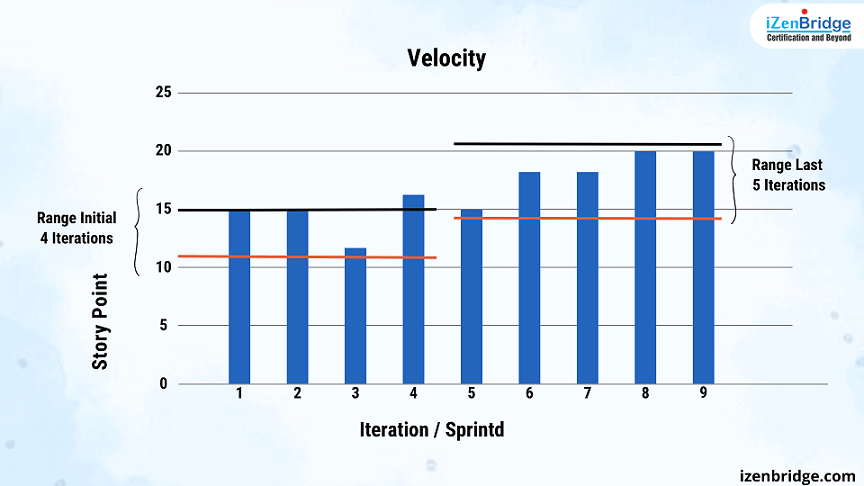 iZenBridge
Certification and Beyond
Velocity
25
20
15
10
5
0
Range Initial
4 Iterations
Range Last
5 Iterations
Story Point
1 2 3 4 5 6 7 8 9
Iteration / Sprintd
izenbridge.com